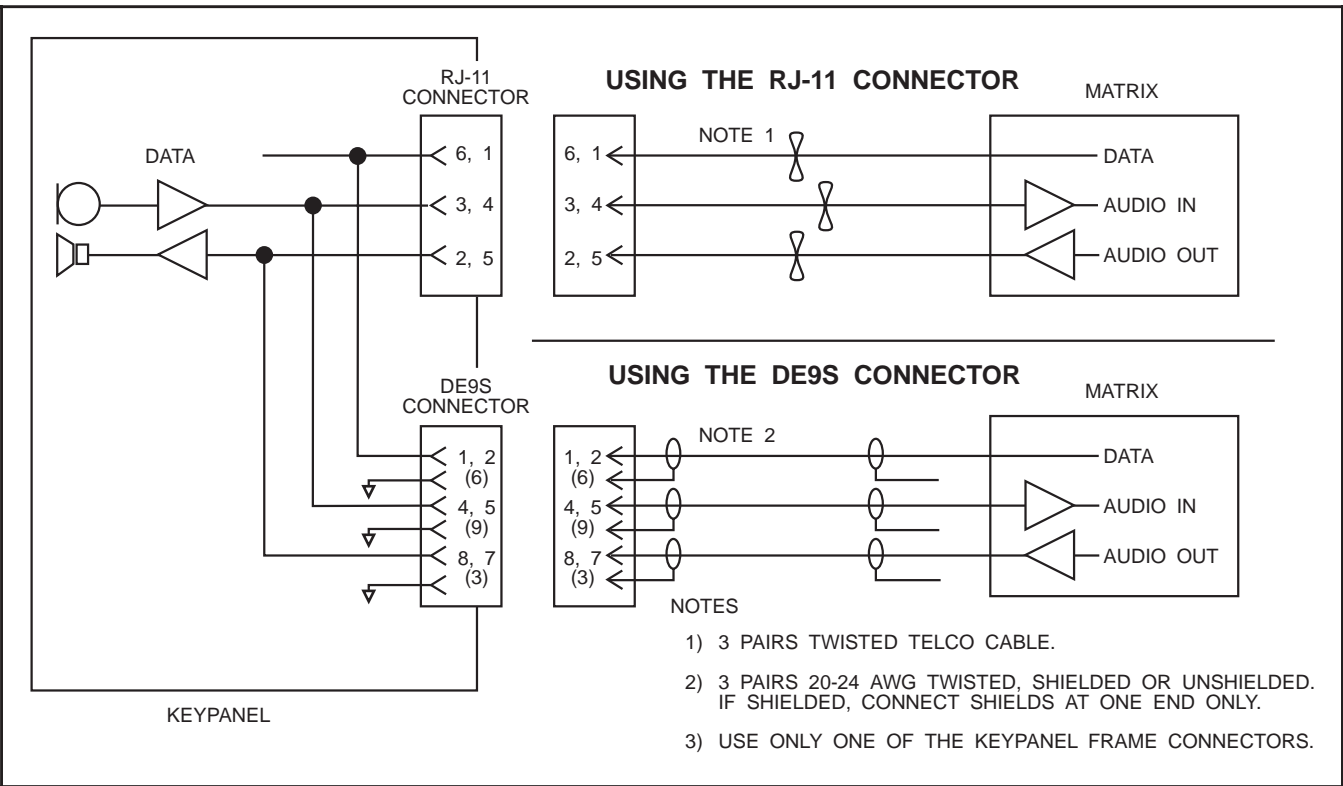 RJ-11
CONNECTOR
DATA
6, 1
3, 4
2, 5
DE9S
CONNECTOR
1, 2
(6)
4, 5
(9)
8, 7
(3)
KEYPANEL
USING THE RJ-11 CONNECTOR
MATRIX
6, 1
NOTE 1
DATA
3, 4
AUDIO IN
2, 5
AUDIO OUT
USING THE DE9S CONNECTOR
MATRIX
NOTE 2
1, 2
DATA
(6)
4, 5
AUDIO IN
(9)
8, 7
AUDIO OUT
(3)
NOTES
1) 3 PAIRS TWISTED TELCO CABLE.
2) 3 PAIRS 20-24 AWG TWISTED, SHIELDED OR UNSHIELDED.
IF SHIELDED, CONNECT SHIELDS AT ONE END ONLY.
3) USE ONLY ONE OF THE KEYPANEL FRAME CONNECTORS.